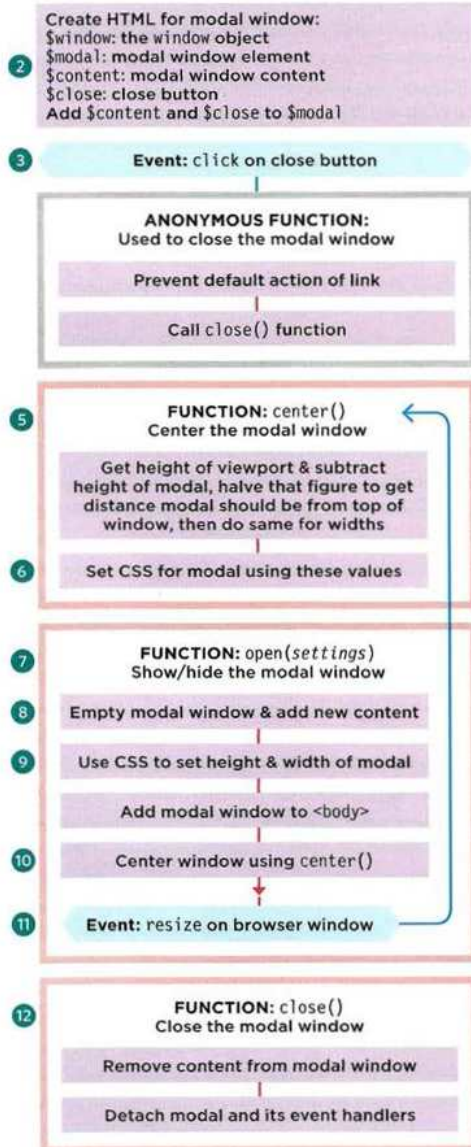 Create HTML for modal window:
$window: the window object
2
$modal: modal window element
$content: modal window content
$close: close button
Add $content and $close to $modal
3
Event: click on close button
ANONYMOUS FUNCTION:
Used to close the modal window
Prevent default action of link
Call close() function
5
FUNCTION: center()
Center the modal window
Get height of viewport & subtract
height of modal, halve that figure to get
distance modal should be from top of
window, then do same for widths
6
Set CSS for modal using these values
7
FUNCTION: open(settings)
Show/hide the modal window
8
Empty modal window & add new content
9
Use CSS to set height & width of modal
Add modal window to <body>
10
Center window using center()
11
Event: resize on browser window
12
FUNCTION: close()
Close the modal window
Remove content from modal window
Detach modal and its event handlers